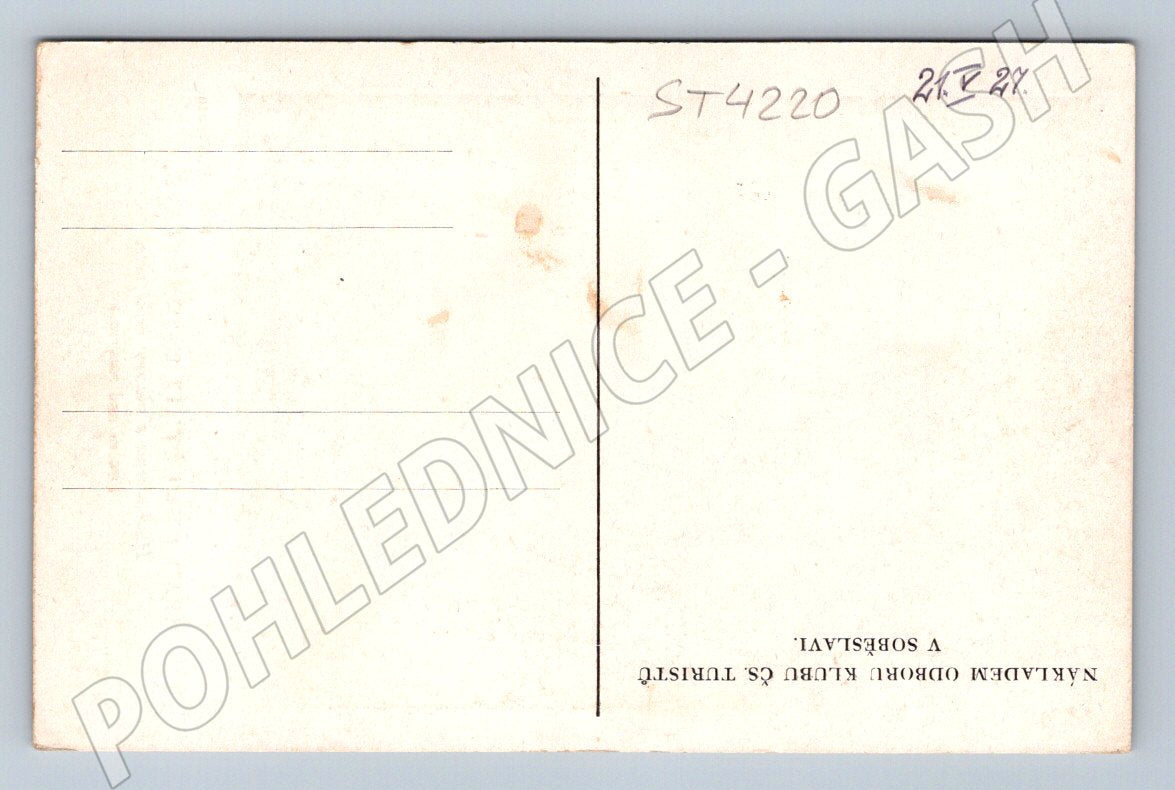 ST4220
21. V 27.
POHLEDNICE - GASH
NÁKLADEM ODBORU KLUBU ČS. TURISTŮ
V SOBĚSLAVI.